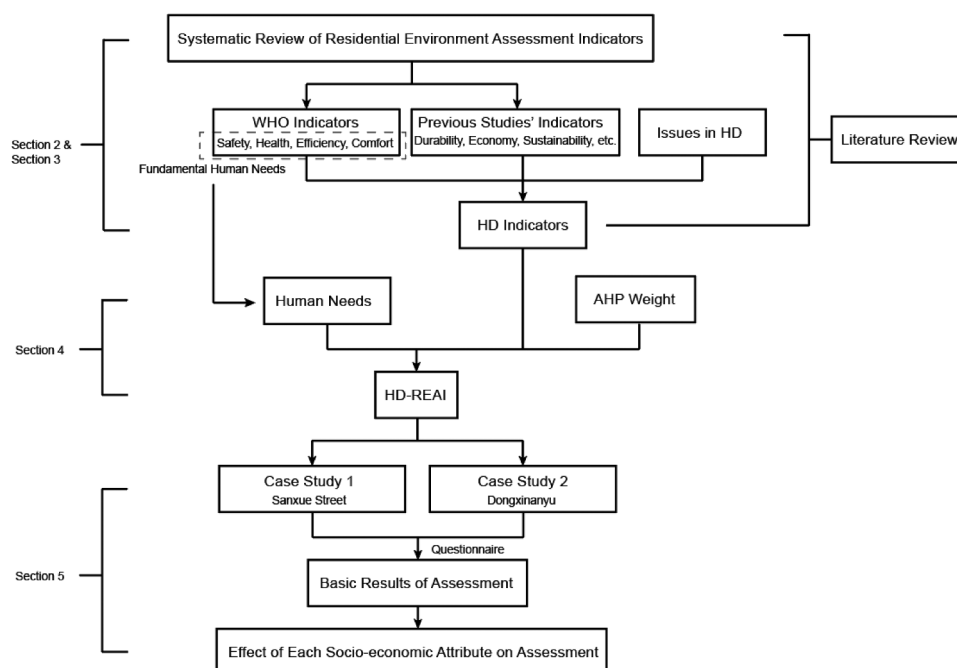 Systematic Review of Residential Environment Assessment Indicators
WHO Indicators
Safety, Health, Efficiency, Comfort
Previous Studies' Indicators
Durability, Economy, Sustainability, etc.
Issues in HD
Literature Review
Section 2 &
Section 3
Fundamental Human Needs
HD Indicators
Human Needs
AHP Weight
Section 4
HD-REAI
Case Study 1
Sanxue Street
Case Study 2
Dongxinanyu
Questionnaire
Section 5
Basic Results of Assessment
Effect of Each Socio-economic Attribute on Assessment